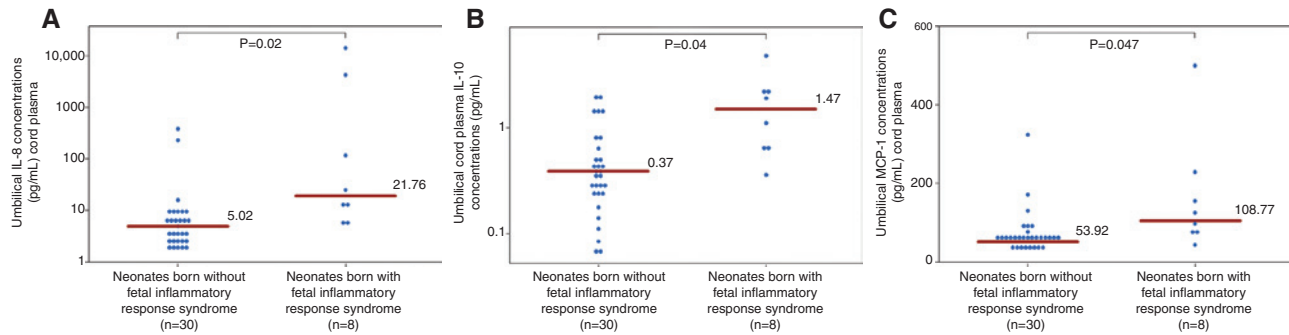 A
Umbilical IL-8 concentrations
(pg/mL) cord plasma
10,000
1000
100
10
1
P=0.02
5.02
21.76
Neonates born without
fetal inflammatory
response syndrome
(n=30)
Neonates born with
fetal inflammatory
response syndrome
(n=8)
B
Umbilical cord plasma IL-10
concentrations (pg/mL)
1
0.1
P=0.04
0.37
1.47
Neonates born without
fetal inflammatory
response syndrome
(n=30)
Neonates born with
fetal inflammatory
response syndrome
(n=8)
C
Umbilical MCP-1 concentrations
(pg/mL) cord plasma
600
400
200
0
P=0.047
53.92
108.77
Neonates born without
fetal inflammatory
response syndrome
(n=30)
Neonates born with
fetal inflammatory
response syndrome
(n=8)